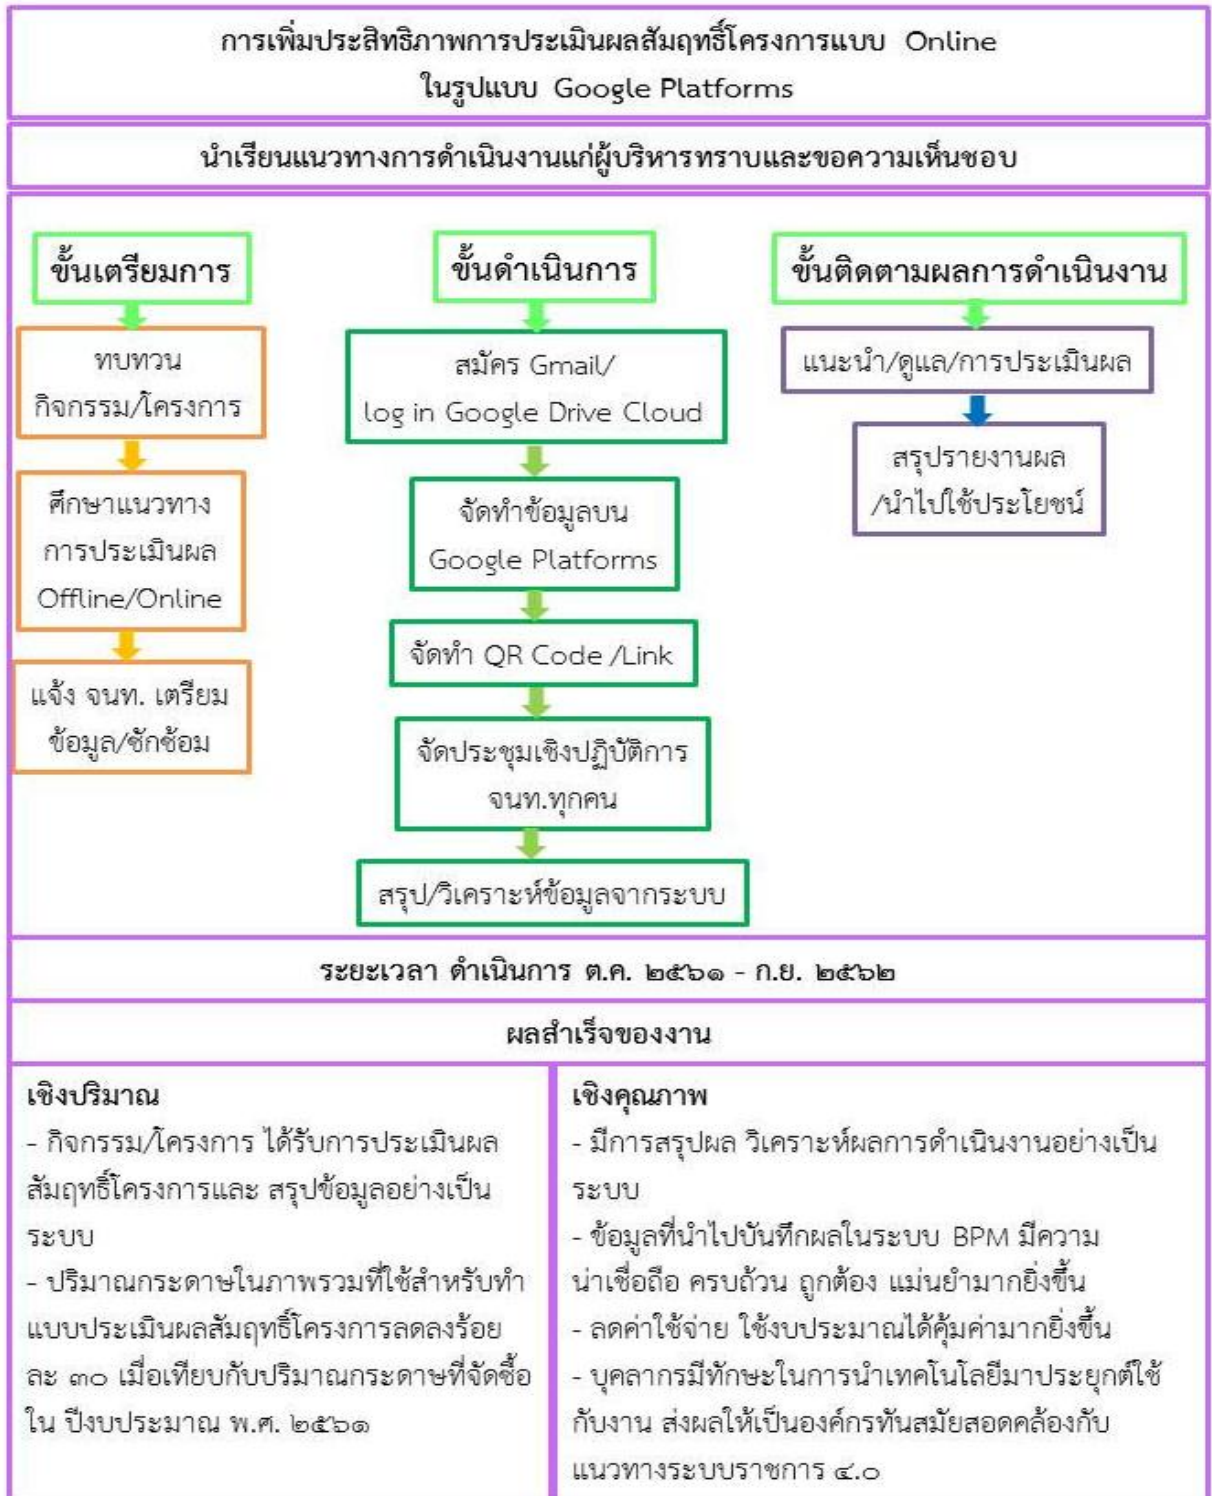 การเพิ่มประสิทธิภาพการประเมินผลสัมฤทธิ์โครงการแบบ Online
ในรูปแบบ Google Platforms
นำเรียนแนวทางการดำเนินงานแก่ผู้บริหารทราบและขอความเห็นชอบ
ขั้นเตรียมการ
ทบทวน
กิจกรรม/โครงการ
ศึกษาแนวทาง
การประเมินผล
Offline/Online
แจ้ง จนท. เตรียม
ข้อมูล/ซักซ้อม
ขั้นดำเนินการ
สมัคร Gmail/
log in Google Drive Cloud
จัดทำข้อมูลบน
Google Platforms
จัดทำ QR Code /Link
จัดประชุมเชิงปฏิบัติการ
จนท.ทุกคน
สรุป/วิเคราะห์ข้อมูลจากระบบ
ขั้นติดตามผลการดำเนินงาน
แนะนำ/ดูแล/การประเมินผล
สรุปรายงานผล
/นำไปใช้ประโยชน์
ระยะเวลา ดำเนินการ ต.ค. ๒๕๖๑ - ก.ย. ๒๕๖๒
ผลสำเร็จของงาน
เชิงปริมาณ
- กิจกรรม/โครงการ ได้รับการประเมินผล
สัมฤทธิ์โครงการและ สรุปข้อมูลอย่างเป็น
ระบบ
- ปริมาณกระดาษในภาพรวมที่ใช้สำหรับทำ
แบบประเมินผลสัมฤทธิ์โครงการลดลงร้อย
ละ ๓๐ เมื่อเทียบกับปริมาณกระดาษที่จัดซื้อ
ใน ปีงบประมาณ พ.ศ. ๒๕๖๑
เชิงคุณภาพ
- มีการสรุปผล วิเคราะห์ผลการดำเนินงานอย่างเป็น
ระบบ
- ข้อมูลที่นำไปบันทึกผลในระบบ BPM มีความ
น่าเชื่อถือ ครบถ้วน ถูกต้อง แม่นยำมากยิ่งขึ้น
- ลดค่าใช้จ่าย ใช้งบประมาณได้คุ้มค่ามากยิ่งขึ้น
- บุคลากรมีทักษะในการนำเทคโนโลยีมาประยุกต์ใช้
กับงาน ส่งผลให้เป็นองค์กรทันสมัยสอดคล้องกับ
แนวทางระบบราชการ ๔.๐